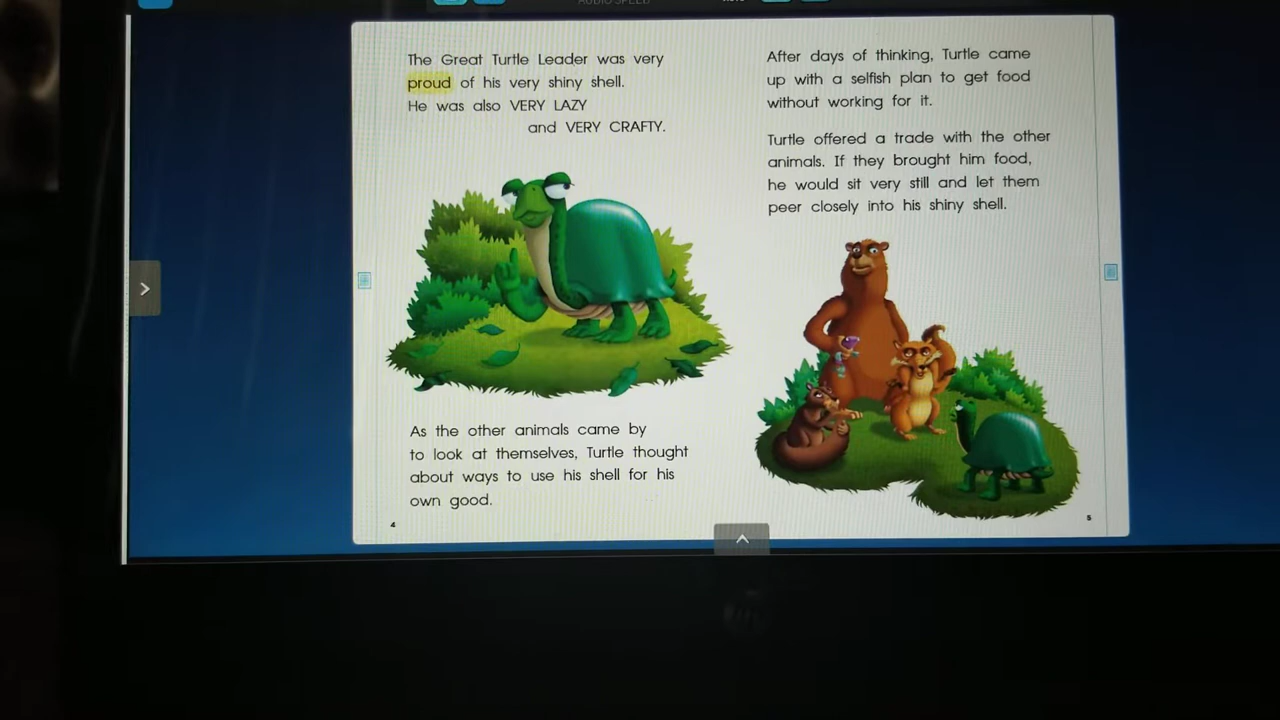 AUDIO SPEED
The Great Turtle Leader was very
proud of his very shiny shell.
He was also VERY LAZY
and VERY CRAFTY.
As the other animals came by
to look at themselves, Turtle thought
about ways to use his shell for his
own good.
4
After days of thinking, Turtle came
up with a selfish plan to get food
without working for it.
Turtle offered a trade with the other
animals. If they brought him food,
he would sit very still and let them
peer closely into his shiny shell.
5